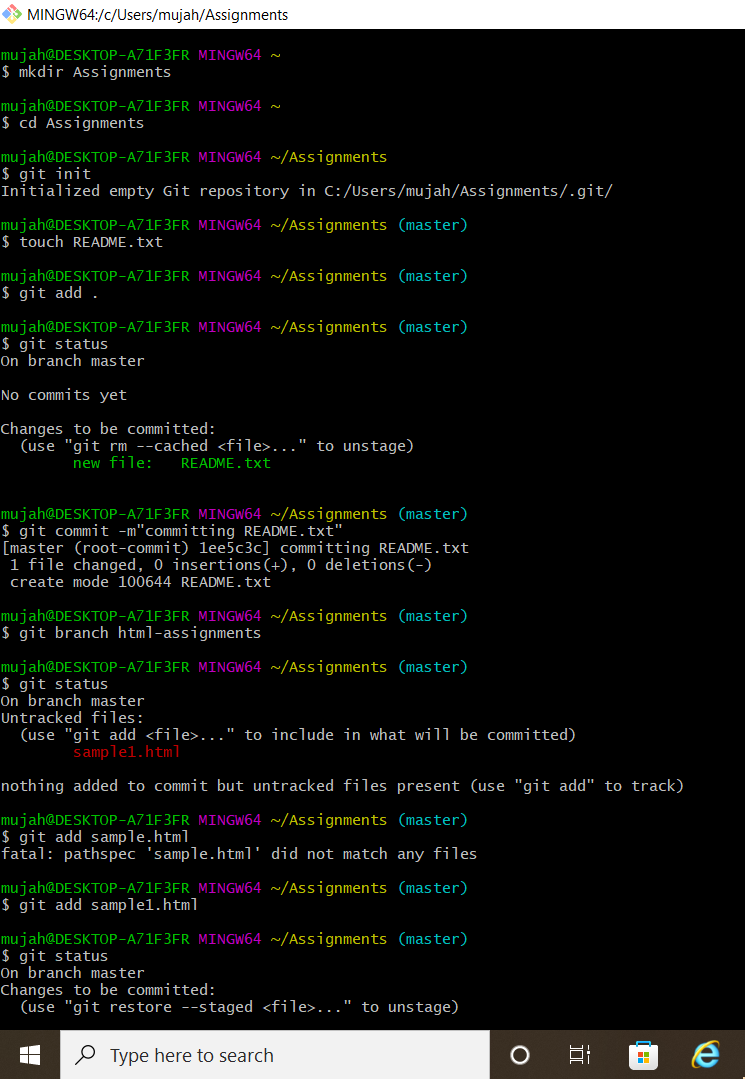 MINGW64:/c/Users/mujah/Assignments
mujah@DESKTOP-A71F3FR MINGW64 ~
$ mkdir Assignments
mujah@DESKTOP-A71F3FR MINGW64 ~
$ cd Assignments
mujah@DESKTOP-A71F3FR MINGW64 ~/Assignments
$ git init
Initialized empty Git repository in C:/Users/mujah/Assignments/.git/
mujah@DESKTOP-A71F3FR MINGW64 ~/Assignments (master)
$ touch README.txt
mujah@DESKTOP-A71F3FR MINGW64 ~/Assignments (master)
$ git add .
mujah@DESKTOP-A71F3FR MINGW64 ~/Assignments (master)
$ git status
On branch master
No commits yet
Changes to be committed:
  (use "git rm --cached <file>..." to unstage)
        new file:   README.txt
mujah@DESKTOP-A71F3FR MINGW64 ~/Assignments (master)
$ git commit -m"committing README.txt"
[master (root-commit) 1ee5c3c] committing README.txt
 1 file changed, 0 insertions(+), 0 deletions(-)
 create mode 100644 README.txt
mujah@DESKTOP-A71F3FR MINGW64 ~/Assignments (master)
$ git branch html-assignments
mujah@DESKTOP-A71F3FR MINGW64 ~/Assignments (master)
$ git status
On branch master
Untracked files:
  (use "git add <file>..." to include in what will be committed)
        sample1.html
nothing added to commit but untracked files present (use "git add" to track)
mujah@DESKTOP-A71F3FR MINGW64 ~/Assignments (master)
$ git add sample.html
fatal: pathspec 'sample.html' did not match any files
mujah@DESKTOP-A71F3FR MINGW64 ~/Assignments (master)
$ git add sample1.html
mujah@DESKTOP-A71F3FR MINGW64 ~/Assignments (master)
$ git status
On branch master
Changes to be committed:
  (use "git restore --staged <file>..." to unstage)
Type here to search